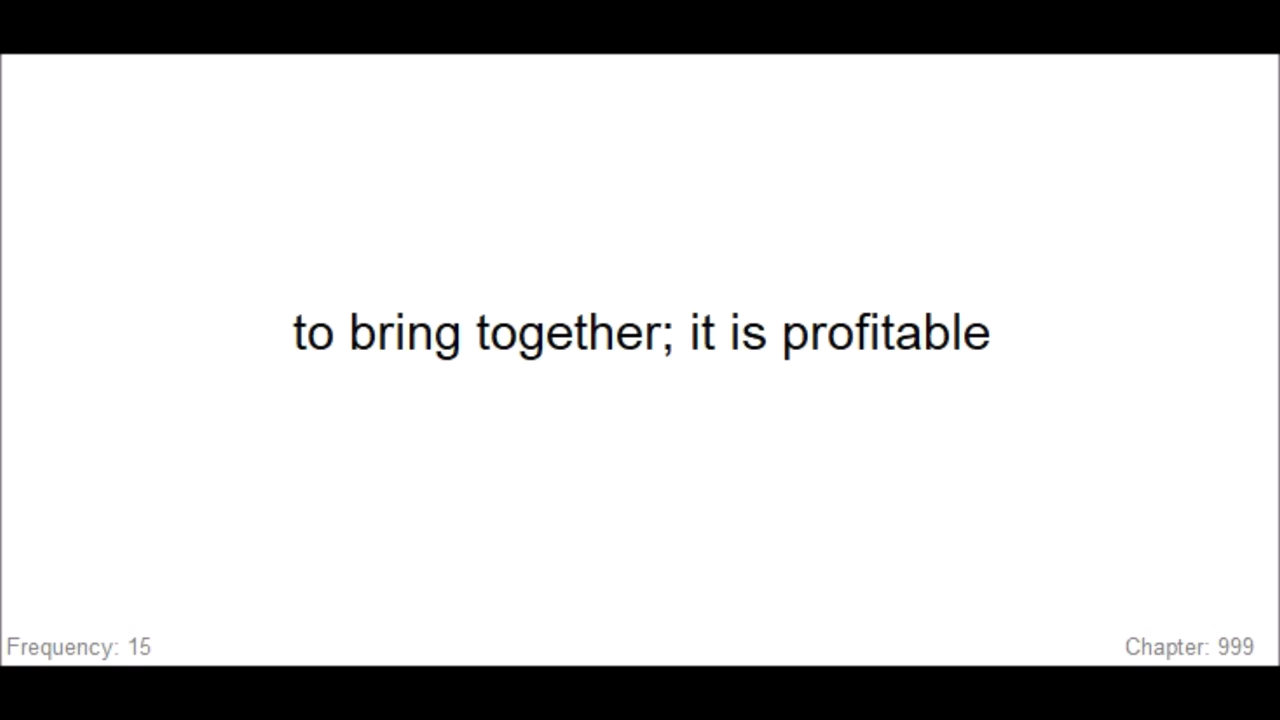 to bring together; it is profitable
Frequency: 15
Chapter: 999